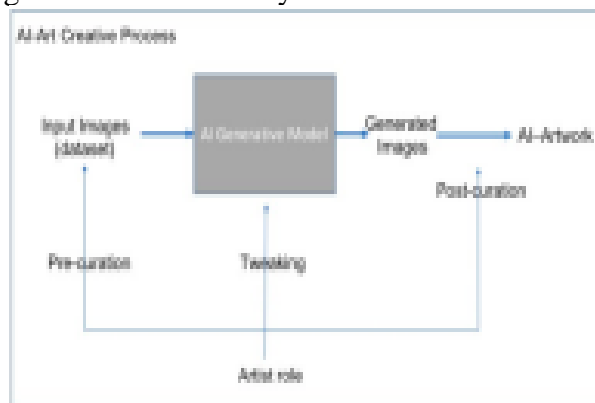 AI-Art Creative Process
Input Images
(dataset)
AI Generative Model
Generated
Images
AI-Artwork
Post-curation
Pre-curation
Tweaking
Artist role